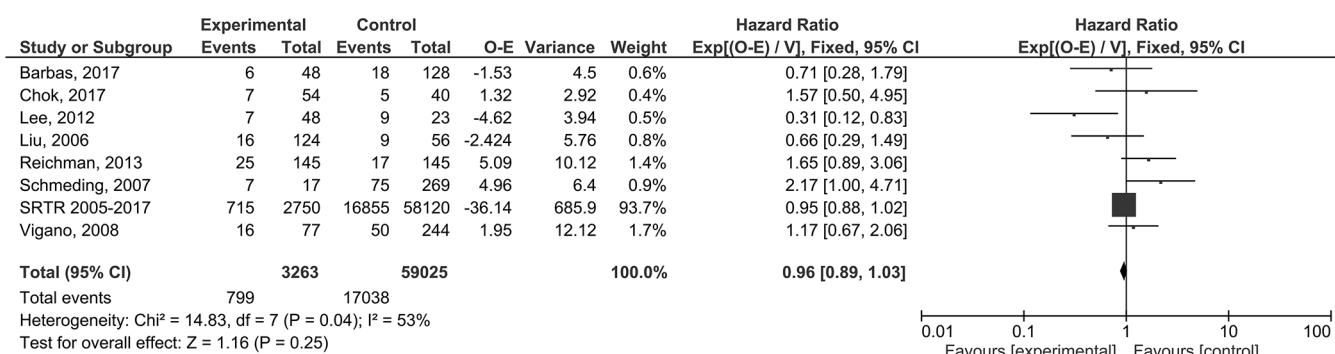 Experimental Control Hazard Ratio Hazard Ratio
Study or Subgroup Events Total Events Total O-E Variance Weight Exp[(O-E) / V], Fixed, 95% CI Exp[(O-E) / V], Fixed, 95% CI
Barbas, 2017 6 48 18 128 -1.53 4.5 0.6% 0.71 [0.28, 1.79]
Chok, 2017 7 54 5 40 1.32 2.92 0.4% 1.57 [0.50, 4.95]
Lee, 2012 7 48 9 23 -4.62 3.94 0.5% 0.31 [0.12, 0.83]
Liu, 2006 16 124 9 56 -2.424 5.76 0.8% 0.66 [0.29, 1.49]
Reichman, 2013 25 145 17 145 5.09 10.12 1.4% 1.65 [0.89, 3.06]
Schmeding, 2007 7 17 75 269 4.96 6.4 0.9% 2.17 [1.00, 4.71]
SRTR 2005-2017 715 2750 16855 58120 -36.14 685.9 93.7% 0.95 [0.88, 1.02]
Vigano, 2008 16 77 50 244 1.95 12.12 1.7% 1.17 [0.67, 2.06]
Total (95% CI) 3263 59025 100.0% 0.96 [0.89, 1.03]
Total events 799 17038
Heterogeneity: Chi² = 14.83, df = 7 (P = 0.04); I² = 53%
Test for overall effect: Z = 1.16 (P = 0.25)
0.01 0.1 1 10 100
Favours [experimental] Favours [control]